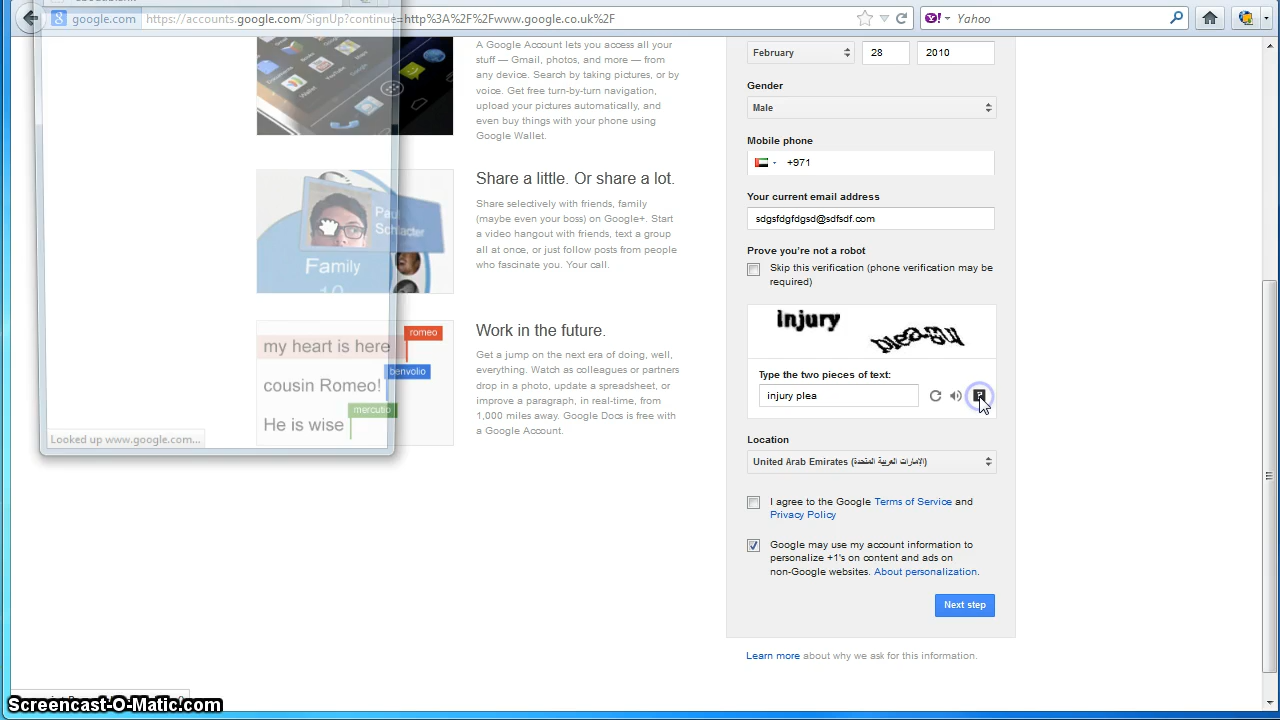 google.com
https://accounts.google.com/SignUp?continue=http%3A%2F%2Fwww.google.co.uk%2F
Yahoo
A Google Account lets you access all your
stuff — Gmail, photos, and more — from
any device. Search by taking pictures, or by
voice. Get free turn-by-turn navigation,
upload your pictures automatically, and
even buy things with your phone using
Google Wallet.
Share a little. Or share a lot.
Share selectively with friends, family
(maybe even your boss) on Google+. Start
a video hangout with friends, text a group
all at once, or just follow posts from people
who fascinate you. Your call.
Paul
Schlacter
Family
10
Work in the future.
Get a jump on the next era of doing, well,
everything. Watch as colleagues or partners
drop in a photo, update a spreadsheet, or
improve a paragraph, in real-time, from
1,000 miles away. Google Docs is free with
a Google Account.
romeo
my heart is here
benvolio
cousin Romeo!
mercutio
He is wise
Looked up www.google.com...
February
28
2010
Gender
Male
Mobile phone
+971
Your current email address
sdgsfdgfdgsd@sdfsdf.com
Prove you're not a robot
Skip this verification (phone verification may be
required)
injury
Type the two pieces of text:
injury plea
Location
United Arab Emirates (الإمارات العربية المتحدة)
I agree to the Google Terms of Service and
Privacy Policy
Google may use my account information to
personalize +1's on content and ads on
non-Google websites. About personalization.
Next step
Learn more about why we ask for this information.
Screencast-O-Matic.com